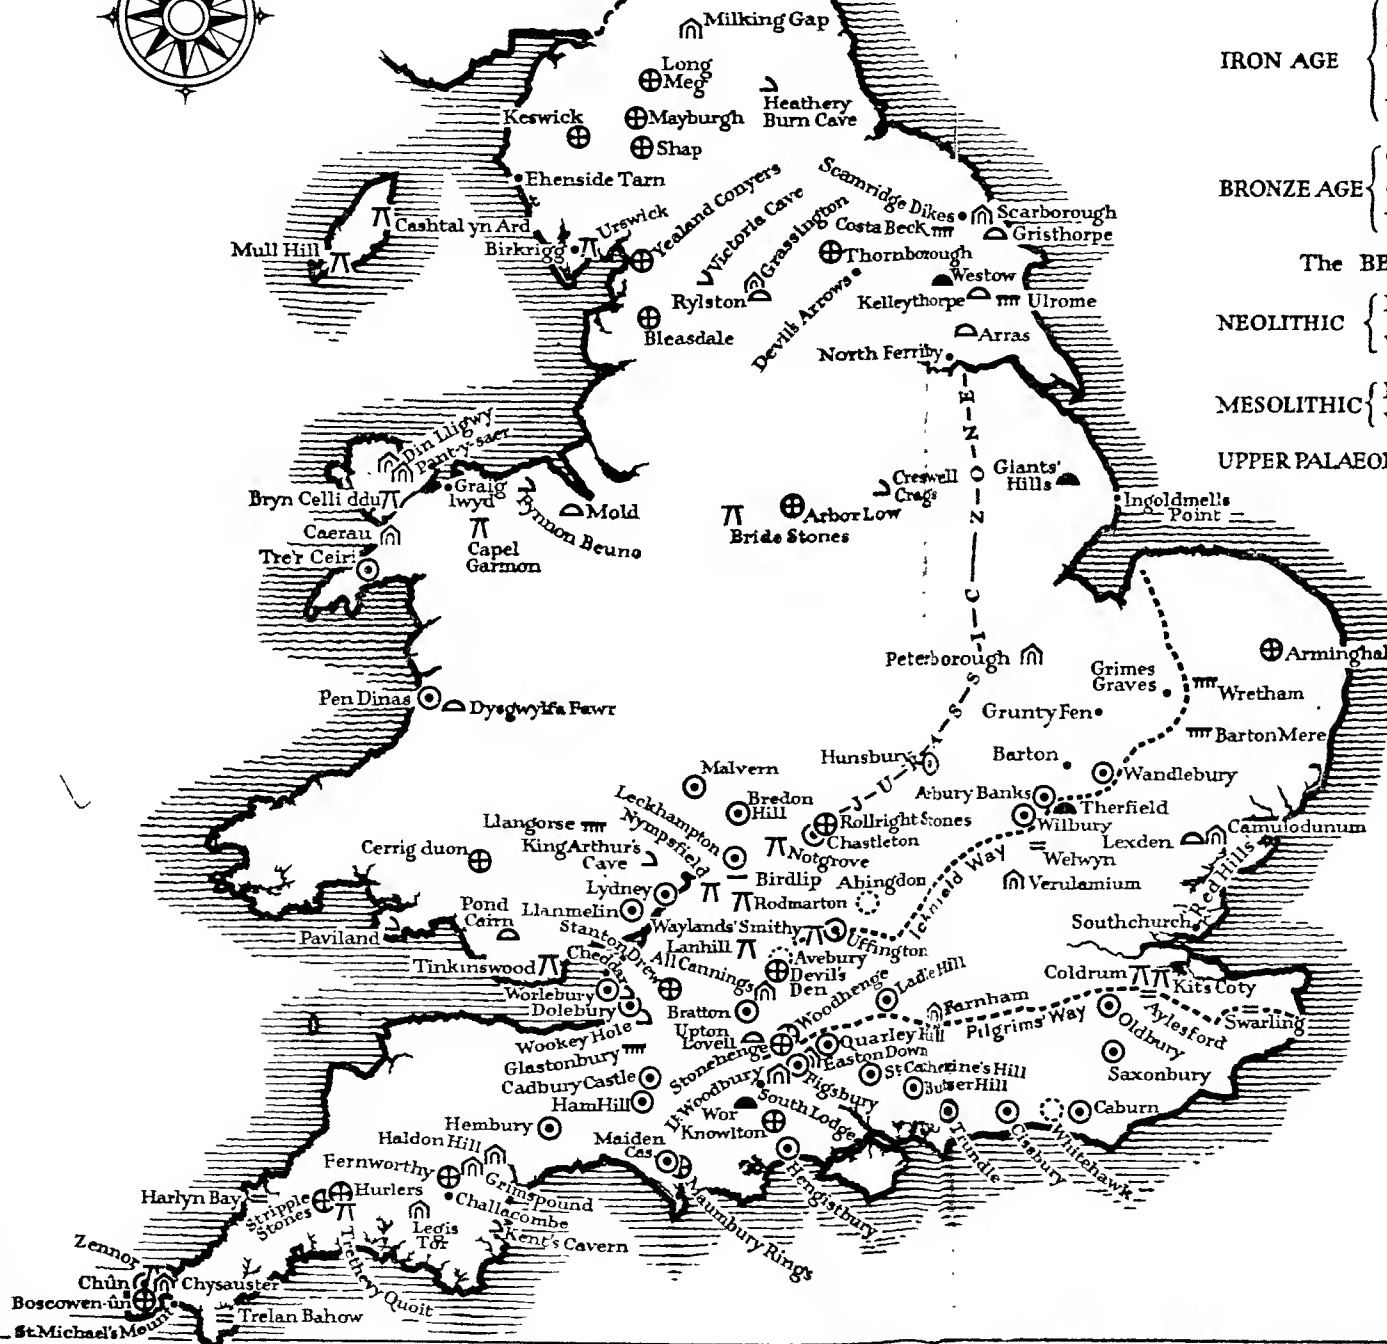 Milking Gap
IRON AGE
Long
Meg
Heathery
Burn Cave
Keswick
Mayburgh
Shap
BRONZE AGE
Ehenside Tarn
Scamridge Dikes
Yealand Conyers
Victoria Cave
Grassington
Cashtal yn Ard
Urswick
Birkrigg
Mull Hill
Costa Beck
Scarborough
Gristhorpe
Thornborough
The
Westow
Rylston
Kelleythorpe
Ulrome
Devil's Arrows
NEOLITHIC
Bleasdale
Arras
North Ferriby
MESOLITHIC
Din Lligwy
Pant-y-saer
UPPER
Bryn Celli ddu
Graig
lwyd
Ffynnon Beuno
Mold
Creswell
Crags
Giants'
Hills
Arbor Low
Bride Stones
Ingoldmells
Point
Caerau
Tre'r Ceiri
Capel
Garmon
JURASSIC ZONE
Peterborough
Grimes
Graves
Wretham
Pen Dinas
Dysgwylfa Fawr
Grunty Fen
Barton Mere
Hunsbury
Barton
Wandlebury
Malvern
Bredon
Hill
Leckhampton
Nympsfield
Arbury Banks
Therfield
Wilbury
Llangorse
King Arthur's
Cave
Cerrig duon
Rollright Stones
Chastleton
Notgrove
Welwyn
Lexden
Camulodunum
Red Hills
Birdlip
Abingdon
Icknield Way
Verulamium
Lydney
Rodmarton
Pond
Cairn
Llanmelin
Waylands' Smithy
Uffington
Southchurch
Paviland
Stanton Drew
Lanhill
Avebury
Tinkinswood
Cheddar
All Cannings
Devil's
Den
Woodhenge
Ladle Hill
Coldrum
Kit's Coty
Worlebury
Dolebury
Bratton
Farnham
Pilgrims' Way
Oldbury
Aylesford
Swarling
Wookey Hole
Upton
Lovell
Stonehenge
Quarley Hill
Glastonbury
Easton Down
Cadbury Castle
Lt. Woodbury
Figsbury
St Catherine's Hill
Saxonbury
Ham Hill
Butser Hill
Wor
South Lodge
Caburn
Hembury
Knowlton
Haldon Hill
Maiden
Cas
Trundle
Cissbury
Whitehawk
Fernworthy
Grimspound
Hengistbury
Harlyn Bay
Stripple
Stones
Hurlers
Challacombe
Maumbury Rings
Legis
Tor
Kent's Cavern
Zennor
Trethevy Quoit
Chûn
Chysauster
Boscowen-ûn
Trelan Bahow
St. Michael's Mount